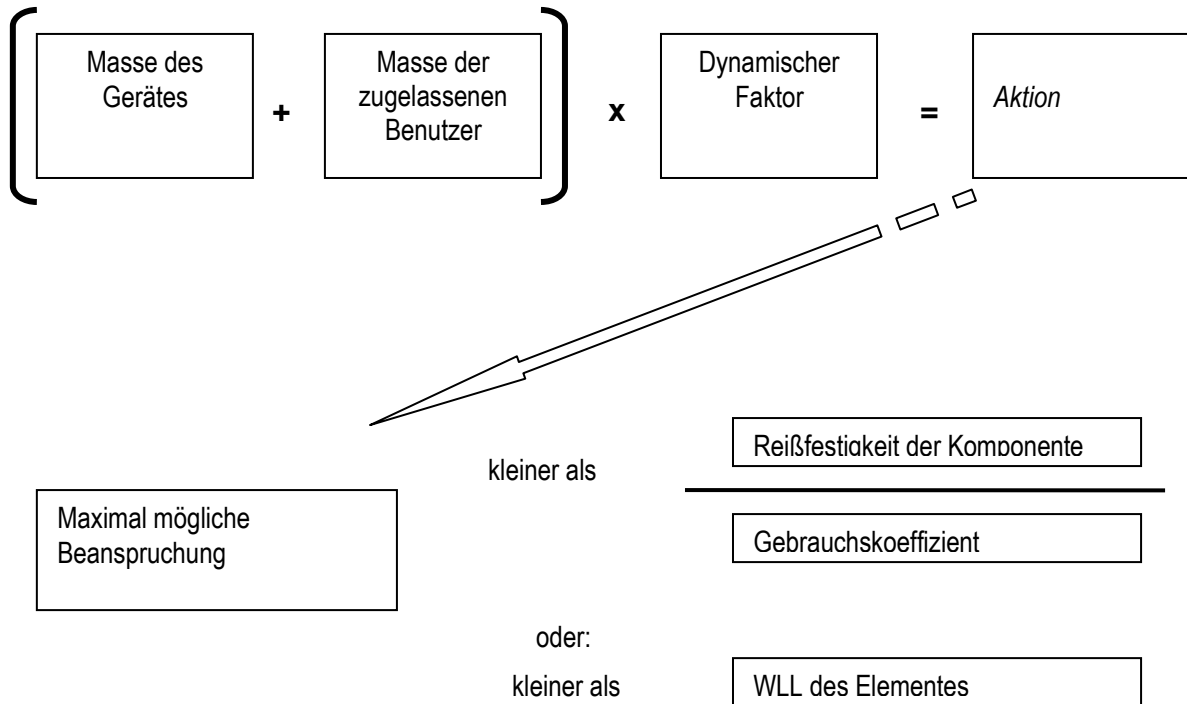 Masse des
Gerätes
+
Masse der
zugelassenen
Benutzer
x
Dynamischer
Faktor
=
Aktion
kleiner als
Reißfestigkeit der Komponente
Maximal mögliche
Beanspruchung
Gebrauchskoeffizient
oder:
kleiner als
WLL des Elementes